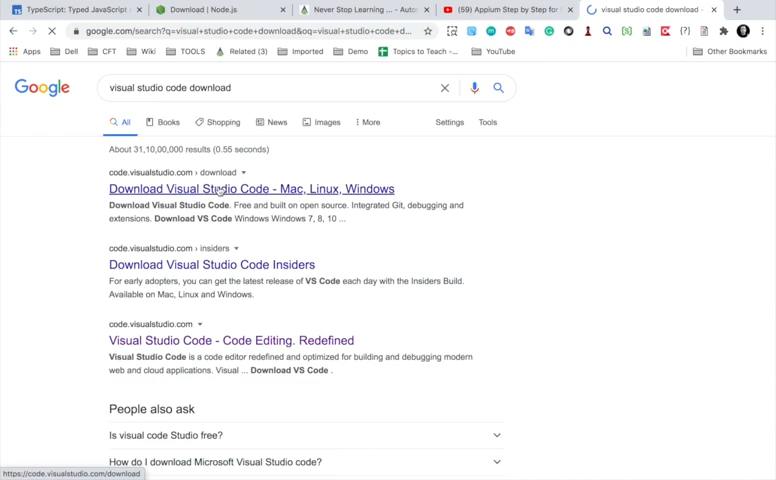 TypeScript: Typed JavaScript
Download | Node.js
Never Stop Learning ... - Auto
(59) Appium Step by Step for
visual studio code download -
google.com/search?q=visual+studio+code+download&oq=visual+studio+code+d...
Apps Dell CFT Wiki TOOLS Related (3) Imported Demo Topics to Teach -... YouTube Other Bookmarks
Google visual studio code download
All Books Shopping News Images More Settings Tools
About 31,10,00,000 results (0.55 seconds)
code.visualstudio.com › download
Download Visual Studio Code - Mac, Linux, Windows
Download Visual Studio Code. Free and built on open source. Integrated Git, debugging and
extensions. Download VS Code Windows Windows 7, 8, 10 ...
code.visualstudio.com › insiders
Download Visual Studio Code Insiders
For early adopters, you can get the latest release of VS Code each day with the Insiders Build.
Available on Mac, Linux and Windows.
code.visualstudio.com
Visual Studio Code - Code Editing. Redefined
Visual Studio Code is a code editor redefined and optimized for building and debugging modern
web and cloud applications. Visual ... Download VS Code .
People also ask
Is visual code Studio free?
How do I download Microsoft Visual Studio code?
https://code.visualstudio.com/download